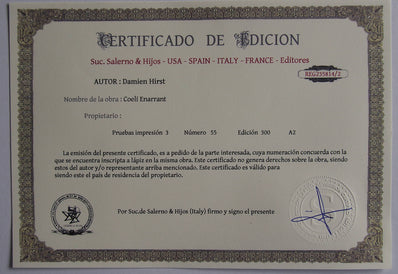 CERTIFICADO DE EDICION
Suc. Salerno & Hijos - USA - SPAIN - ITALY - FRANCE - Editores
REG255814/2
AUTOR : Damien Hirst
Nombre de la obra : Coeli Enarrant
Propietario :
Pruebas impresión 3 Número 55 Edición 300 A2
La emisión del presente certificado, es a pedido de la parte interesada, cuya numeración concuerda con la
que se encuentra inscripta a lápiz en la misma obra. Este certificado no genera derechos sobre la obra, siendo
estos del autor y/o representante arriba mencionado. Este certificado es válido para
siendo este el país de residencia del propietario.
Por Suc.de Salerno & Hijos (Italy) firmo y signo el presente